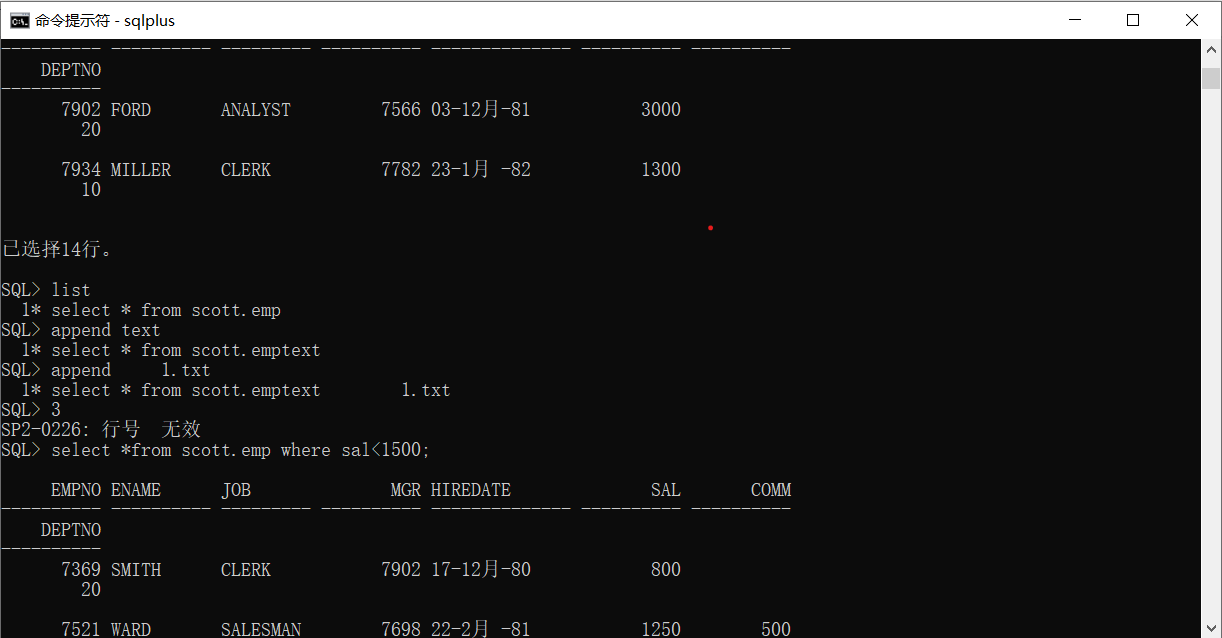 命令提示符 - sqlplus
---------- ---------- --------- ---------- -------------- ---------- ----------
    DEPTNO
----------
      7902 FORD       ANALYST         7566 03-12月-81           3000
        20
      7934 MILLER     CLERK           7782 23-1月 -82           1300
        10
已选择14行。
SQL> list
  1* select * from scott.emp
SQL> append text
  1* select * from scott.emptext
SQL> append     1.txt
  1* select * from scott.emptext        1.txt
SQL> 3
SP2-0226: 行号  无效
SQL> select *from scott.emp where sal<1500;
     EMPNO ENAME      JOB              MGR HIREDATE              SAL       COMM
---------- ---------- --------- ---------- -------------- ---------- ----------
    DEPTNO
----------
      7369 SMITH      CLERK           7902 17-12月-80            800
        20
      7521 WARD       SALESMAN        7698 22-2月 -81           1250        500